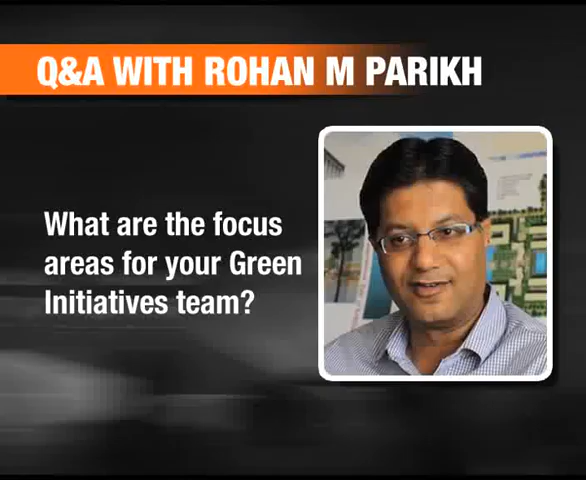 Q&A WITH ROHAN M PARIKH
What are the focus
areas for your Green
Initiatives team?